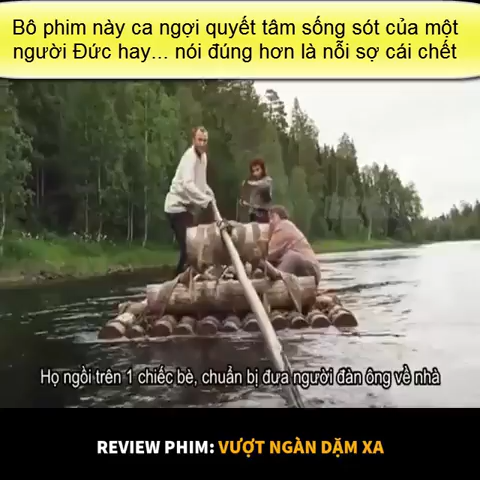 Bô phim này ca ngợi quyết tâm sống sót của một
người Đức hay... nói đúng hơn là nỗi sợ cái chết
Họ ngồi trên 1 chiếc bè, chuẩn bị đưa người đàn ông về nhà
REVIEW PHIM: VƯỢT NGÀN DẶM XA